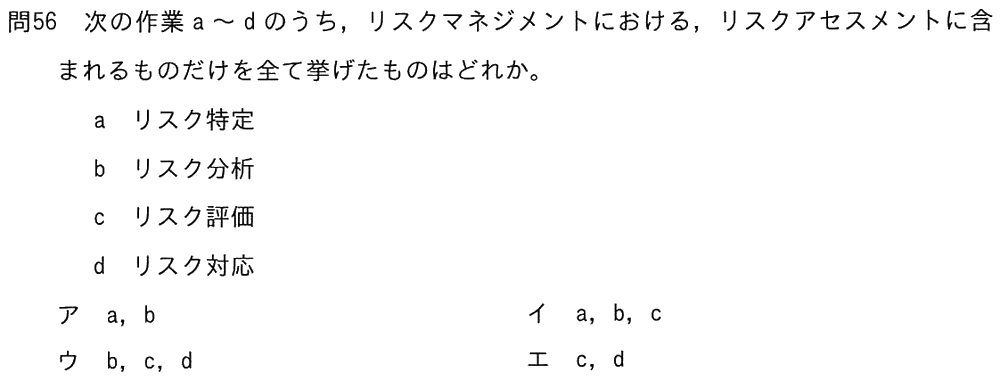 問56 次の作業 a ～ d のうち，リスクマネジメントにおける，リスクアセスメントに含
まれるものだけを全て挙げたものはどれか。
a リスク特定
b リスク分析
c リスク評価
d リスク対応
ア a，b イ a，b，c
ウ b，c，d エ c，d